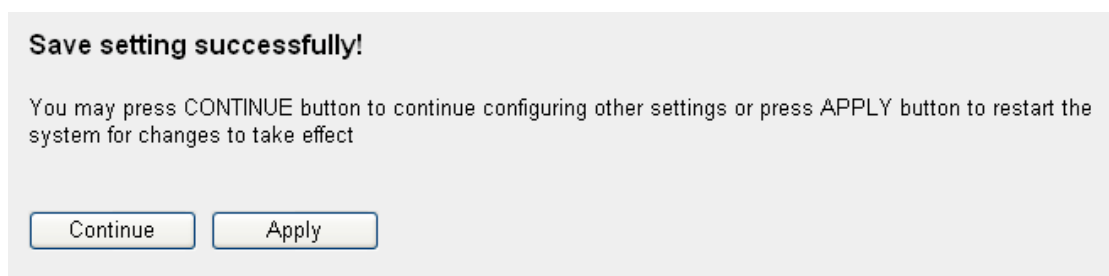 Save setting successfully!
You may press CONTINUE button to continue configuring other settings or press APPLY button to restart the
system for changes to take effect
Continue
Apply